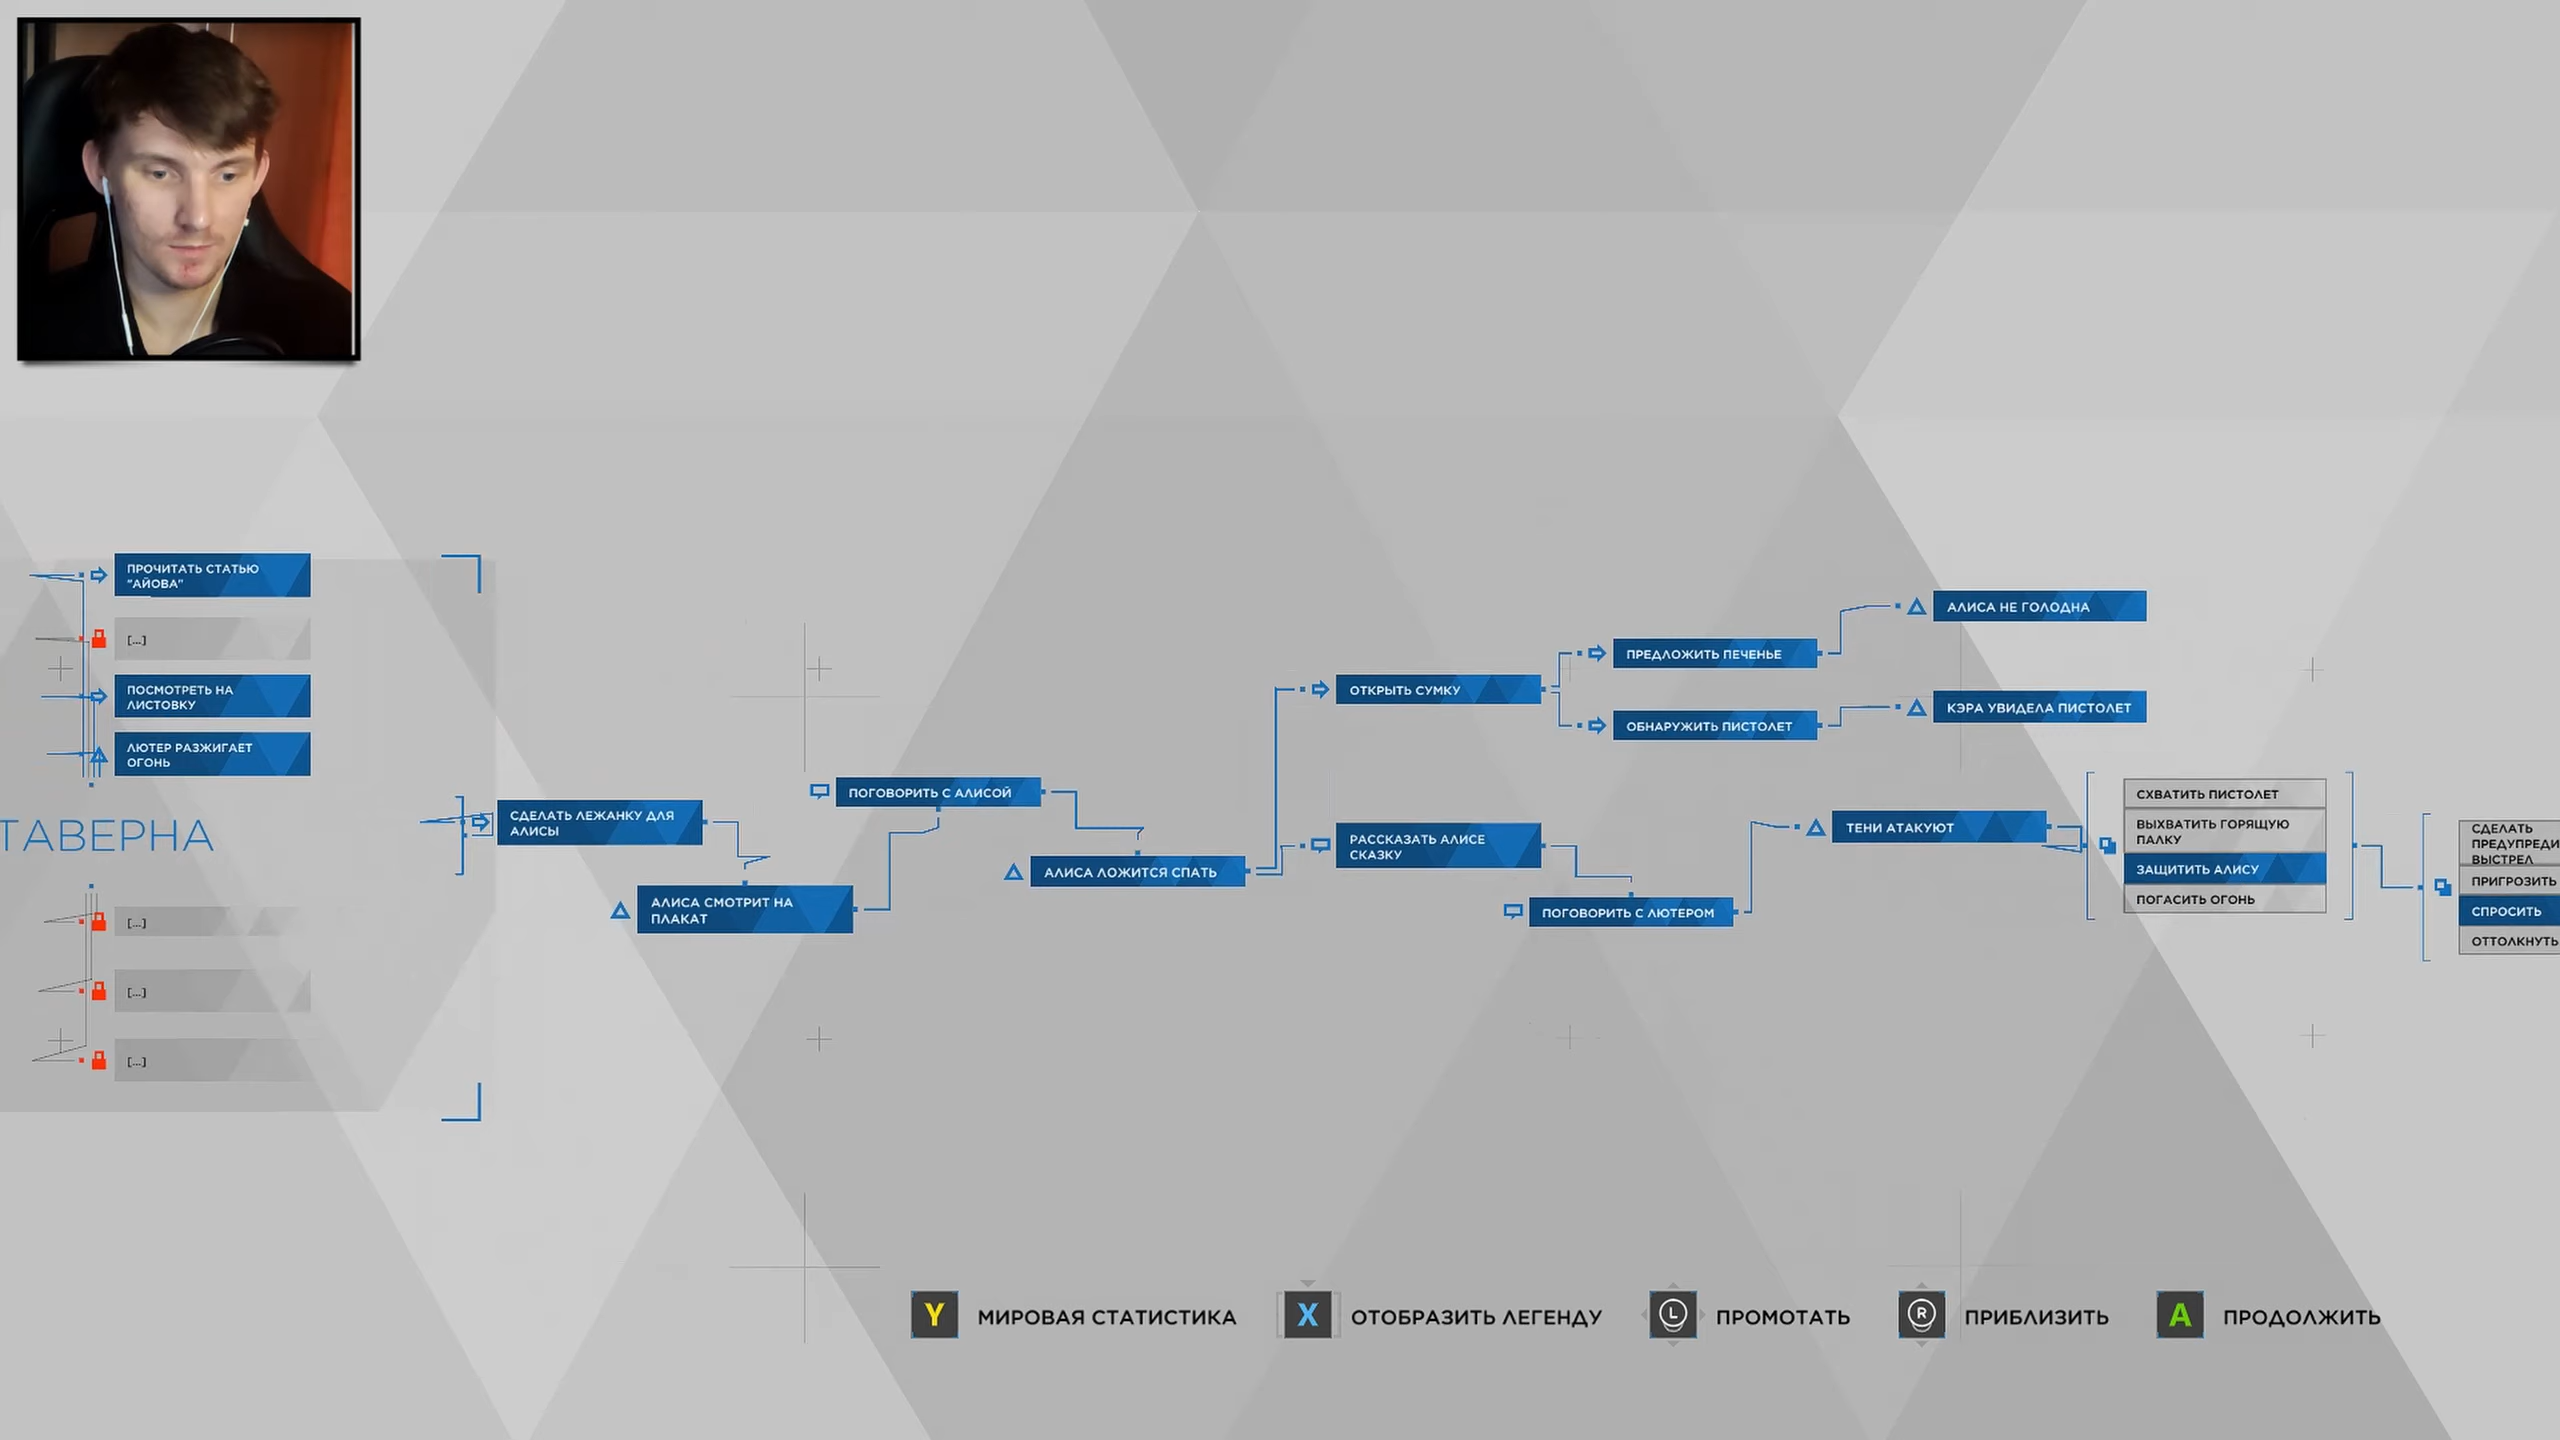 ПРОЧИТАТЬ СТАТЬЮ
"АЙОВА"
[...]
ПОСМОТРЕТЬ НА
ЛИСТОВКУ
ЛЮТЕР РАЗЖИГАЕТ
ОГОНЬ
ТАВЕРНА
[...]
[...]
[...]
СДЕЛАТЬ ЛЕЖАНКУ ДЛЯ
АЛИСЫ
АЛИСА СМОТРИТ НА
ПЛАКАТ
ПОГОВОРИТЬ С АЛИСОЙ
АЛИСА ЛОЖИТСЯ СПАТЬ
ОТКРЫТЬ СУМКУ
ПРЕДЛОЖИТЬ ПЕЧЕНЬЕ
АЛИСА НЕ ГОЛОДНА
ОБНАРУЖИТЬ ПИСТОЛЕТ
КЭРА УВИДЕЛА ПИСТОЛЕТ
РАССКАЗАТЬ АЛИСЕ
СКАЗКУ
ПОГОВОРИТЬ С ЛЮТЕРОМ
ТЕНИ АТАКУЮТ
СХВАТИТЬ ПИСТОЛЕТ
ВЫХВАТИТЬ ГОРЯЩУЮ
ПАЛКУ
ЗАЩИТИТЬ АЛИСУ
ПОГАСИТЬ ОГОНЬ
СДЕЛАТЬ
ПРЕДУПРЕДИ
ВЫСТРЕЛ
ПРИГРОЗИТЬ
СПРОСИТЬ
ОТТОЛКНУТЬ
Y МИРОВАЯ СТАТИСТИКА
X ОТОБРАЗИТЬ ЛЕГЕНДУ
L ПРОМОТАТЬ
R ПРИБЛИЗИТЬ
A ПРОДОЛЖИТЬ